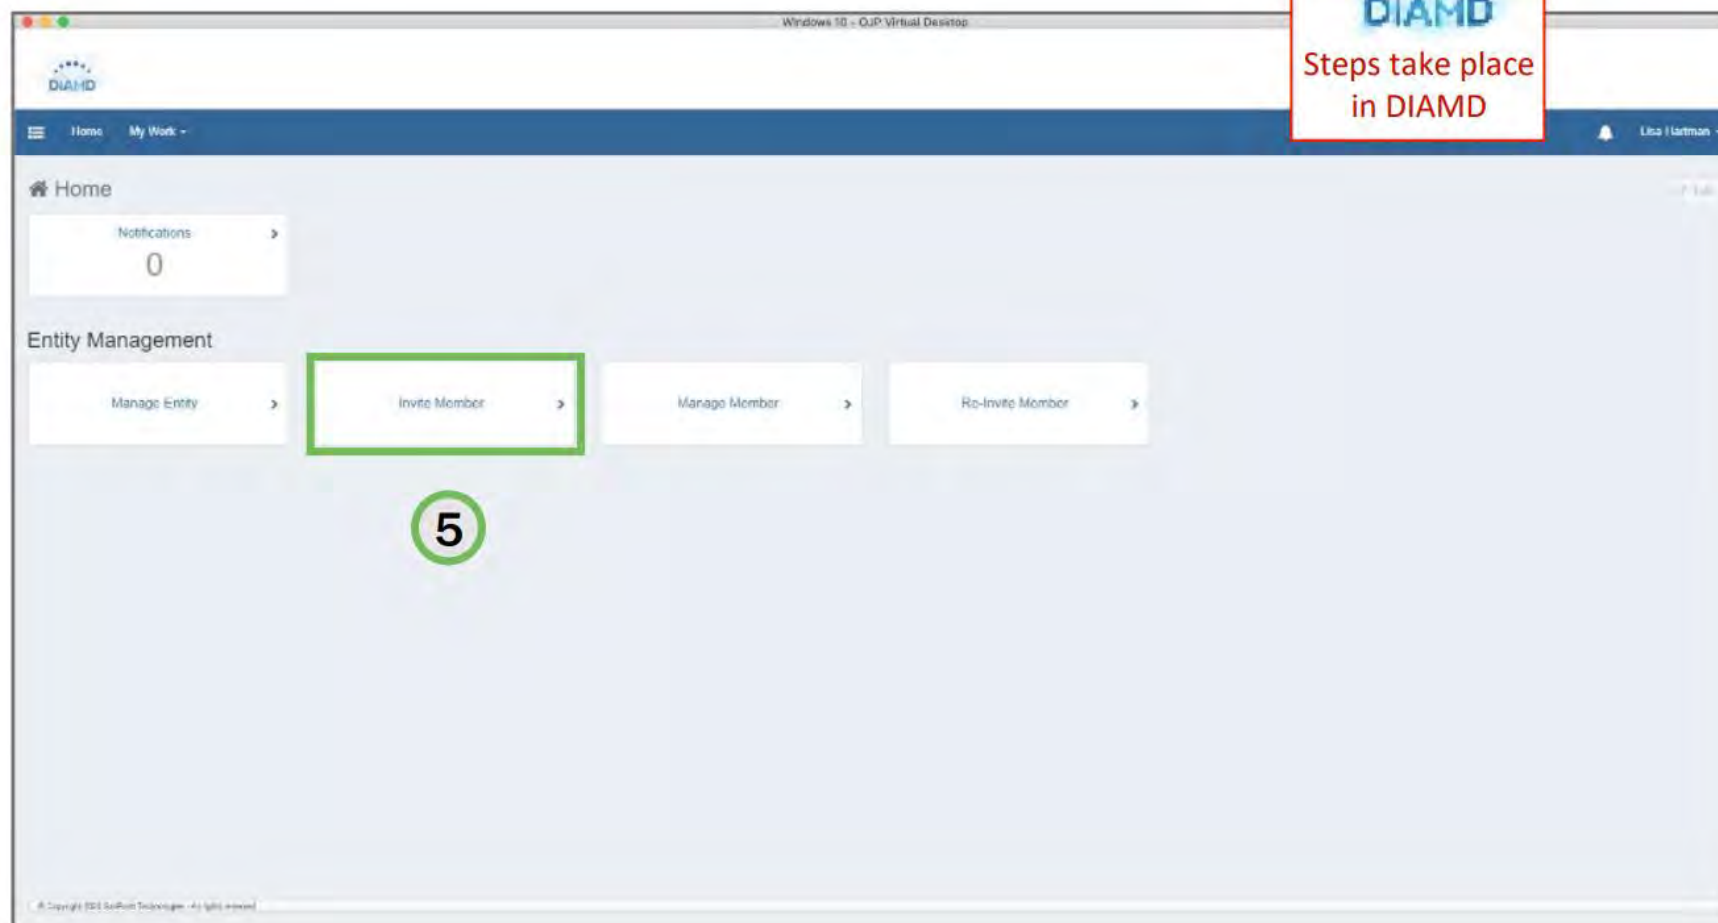 Windows 10 - OJP Virtual Desktop
DIAMD
Steps take place
in DIAMD
DIAMD
Home My Work
Lisa Hartman
Home
Notifications
0
Entity Management
Manage Entity
Invite Member
Manage Member
Re-Invite Member
5